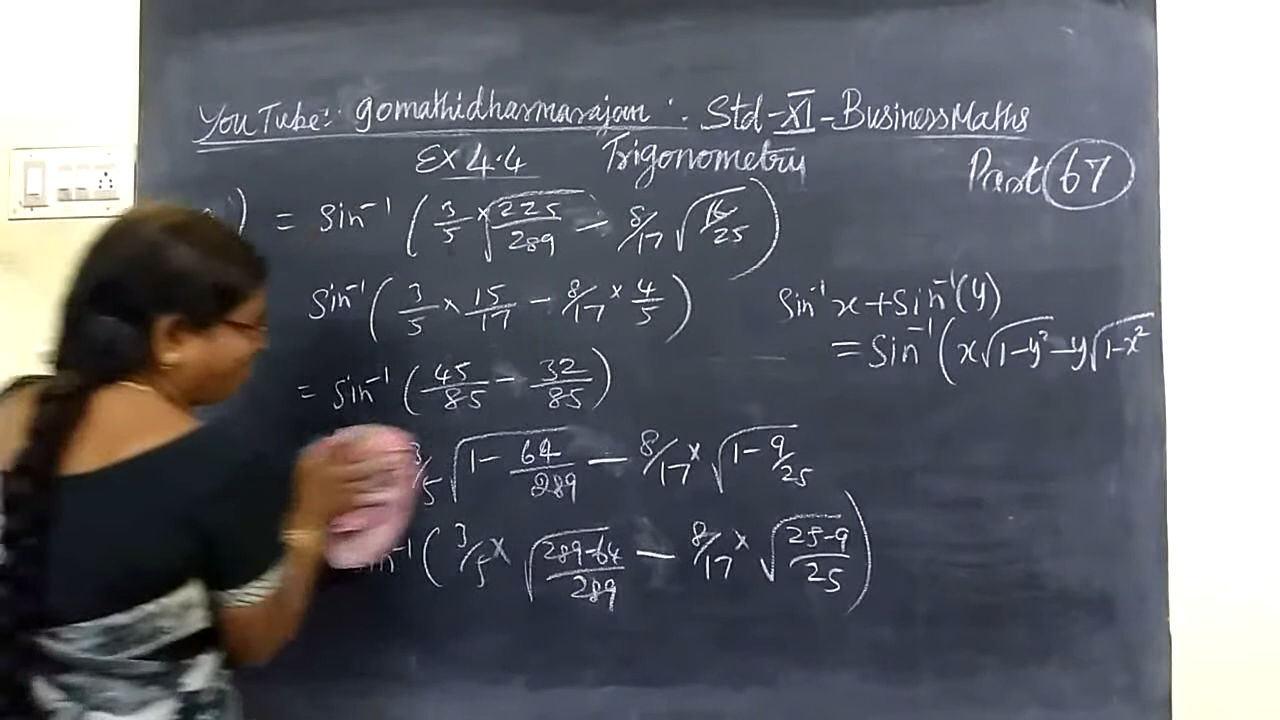 YouTube: gomathidharmarajan: Std-XI-Business Maths
Ex 4.4 Trigonometry Part 67
) = Sin⁻¹ ( 3/5 × √225/289 - 8/17 √16/25 )
Sin⁻¹ ( 3/5 × 15/17 - 8/17 × 4/5 )
Sin⁻¹x + Sin⁻¹(y)
= Sin⁻¹ ( x√1-y² - y√1-x²
= Sin⁻¹ ( 45/85 - 32/85 )
3/5 √1 - 64/289 - 8/17 × √1 - 9/25
( 3/5 × √289-64/289 - 8/17 × √25-9/25 )